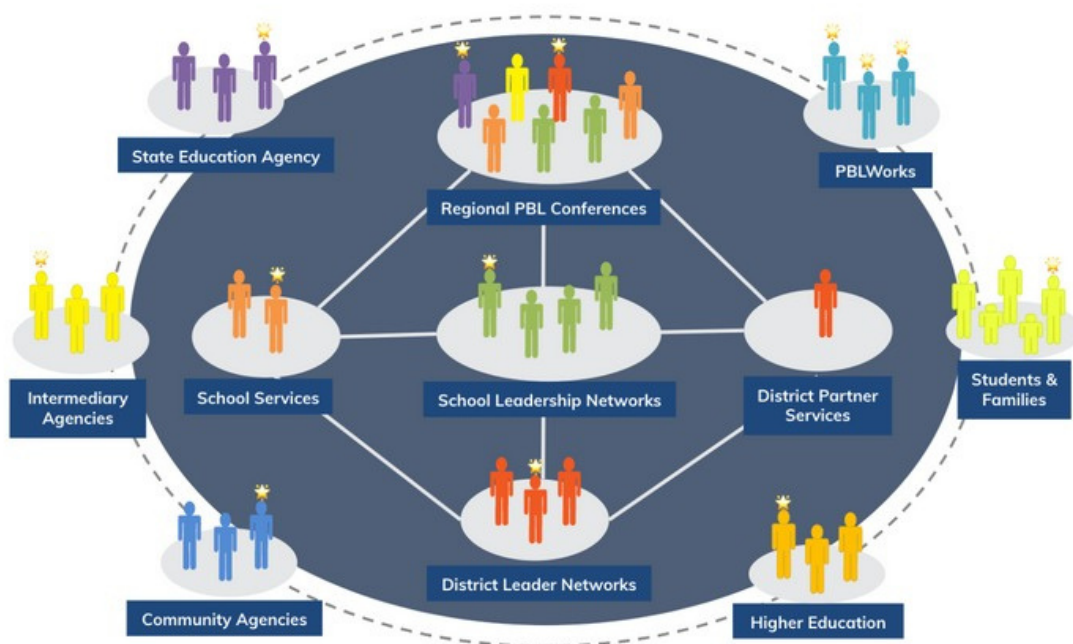 State Education Agency
PBLWorks
Regional PBL Conferences
Intermediary
Agencies
School Services
School Leadership Networks
District Partner
Services
Students &
Families
Community Agencies
District Leader Networks
Higher Education